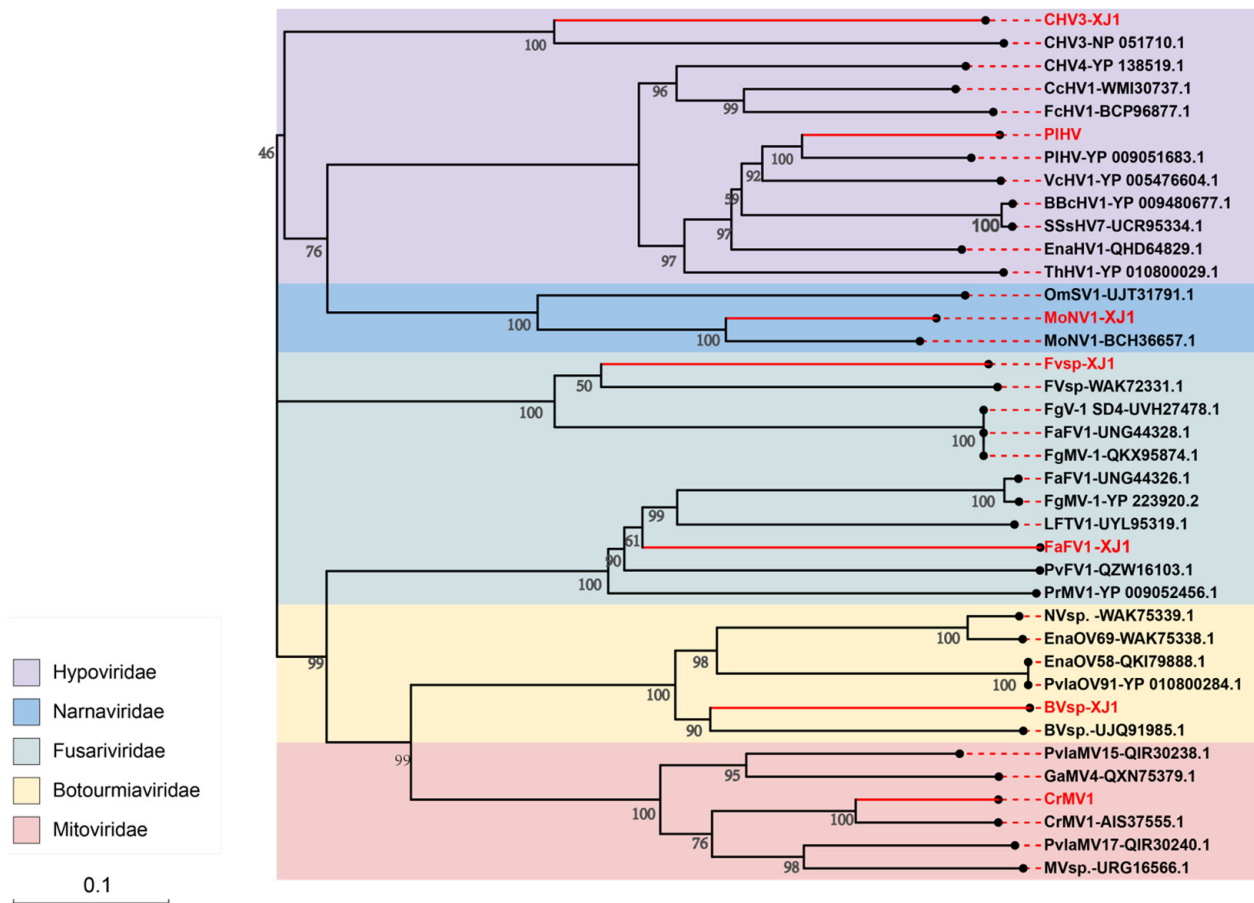 CHV3-XJ1
100
CHV3-NP 051710.1
CHV4-YP 138519.1
96
CcHV1-WMI30737.1
99
FcHV1-BCP96877.1
PlHV
46
100
PlHV-YP 009051683.1
92
VcHV1-YP 005476604.1
59
BBcHV1-YP 009480677.1
100
SSsHV7-UCR95334.1
97
76
EnaHV1-QHD64829.1
97
ThHV1-YP 010800029.1
OmSV1-UJT31791.1
100
MoNV1-XJ1
100
MoNV1-BCH36657.1
Fvsp-XJ1
50
FVsp-WAK72331.1
100
FgV-1 SD4-UVH27478.1
FaFV1-UNG44328.1
100
FgMV-1-QKX95874.1
FaFV1-UNG44326.1
100
FgMV-1-YP 223920.2
99
LFTV1-UYL95319.1
61
FaFV1-XJ1
90
PvFV1-QZW16103.1
100
PrMV1-YP 009052456.1
NVsp. -WAK75339.1
100
EnaOV69-WAK75338.1
99
98
EnaOV58-QKI79888.1
100
PvlaOV91-YP 010800284.1
100
BVsp-XJ1
90
BVsp.-UJQ91985.1
99
PvlaMV15-QIR30238.1
95
GaMV4-QXN75379.1
100
CrMV1
100
CrMV1-AIS37555.1
76
PvlaMV17-QIR30240.1
98
MVsp.-URG16566.1
Hypoviridae
Narnaviridae
Fusariviridae
Botourmiaviridae
Mitoviridae
0.1